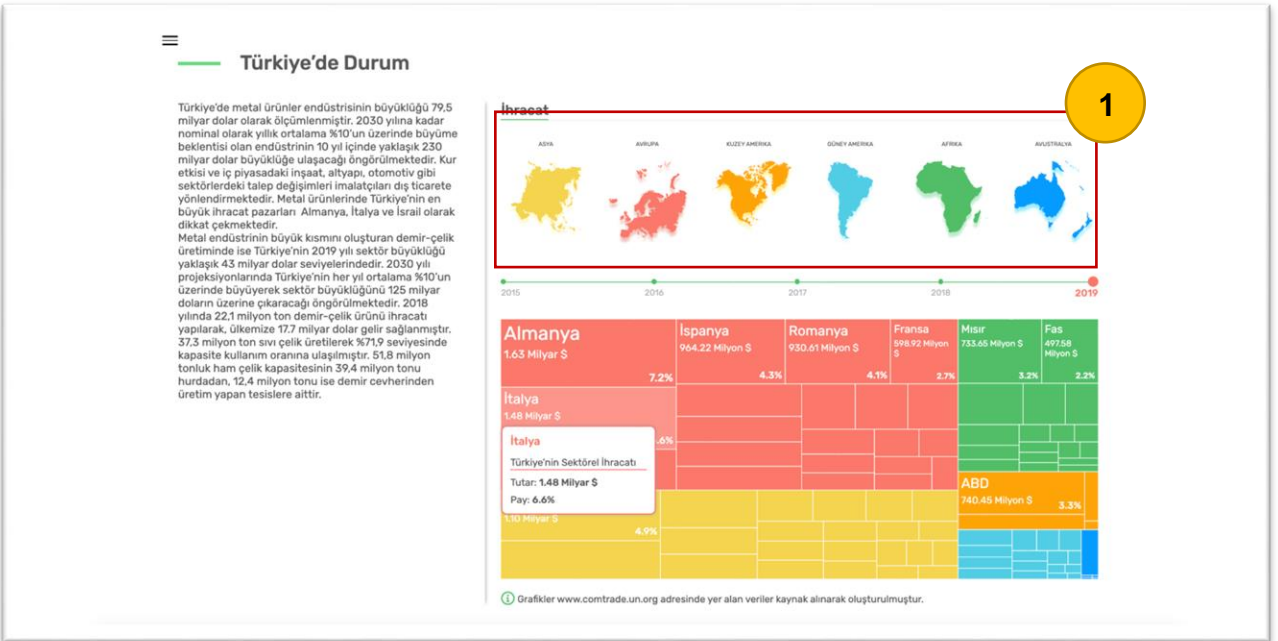 Türkiye’de Durum
Türkiye’de metal ürünler endüstrisinin büyüklüğü 79,5
milyar dolar olarak ölçümlenmiştir. 2030 yılına kadar
nominal olarak yıllık ortalama %10’un üzerinde büyüme
beklentisi olan endüstrinin 10 yıl içinde yaklaşık 230
milyar dolar büyüklüğe ulaşacağı öngörülmektedir. Kur
etkisi ve iç piyasadaki inşaat, altyapı, otomotiv gibi
sektörlerdeki talep değişimleri imalatçıları dış ticarete
yönlendirmektedir. Metal ürünlerinde Türkiye’nin en
büyük ihracat pazarları Almanya, İtalya ve İsrail olarak
dikkat çekmektedir.
Metal endüstrinin büyük kısmını oluşturan demir-çelik
üretiminde ise Türkiye’nin 2019 yılı sektör büyüklüğü
yaklaşık 43 milyar dolar seviyelerindedir. 2030 yılı
projeksiyonlarında Türkiye’nin her yıl ortalama %10’un
üzerinde büyüyerek sektör büyüklüğünü 125 milyar
doların üzerine çıkaracağı öngörülmektedir. 2018
yılında 22,1 milyon ton demir-çelik ürünü ihracatı
yapılarak, ülkemize 17.7 milyar dolar gelir sağlanmıştır.
37,3 milyon ton sıvı çelik üretilerek %71,9 seviyesinde
kapasite kullanım oranına ulaşılmıştır. 51,8 milyon
tonluk ham çelik kapasitesinin 39,4 milyon tonu
hurdadan, 12,4 milyon tonu ise demir cevherinden
üretim yapan tesislere aittir.
İhracat
1
ASYA AVRUPA KUZEY AMERIKA GÜNEY AMERIKA AFRIKA AVUSTRALYA
2015 2016 2017 2018 2019
Almanya
1.63 Milyar $
7.2%
İspanya
964.22 Milyon $
4.3%
Romanya
930.61 Milyon $
4.1%
Fransa
598.92 Milyon
$
2.7%
Mısır
733.65 Milyon $
3.2%
Fas
497.58
Milyon $
2.2%
İtalya
1.48 Milyar $
.6%
İtalya
Türkiye’nin Sektörel İhracatı
Tutar: 1.48 Milyar $
Pay: 6.6%
1.10 Milyar $
4.9%
ABD
740.45 Milyon $
3.3%
Grafikler www.comtrade.un.org adresinde yer alan veriler kaynak alınarak oluşturulmuştur.